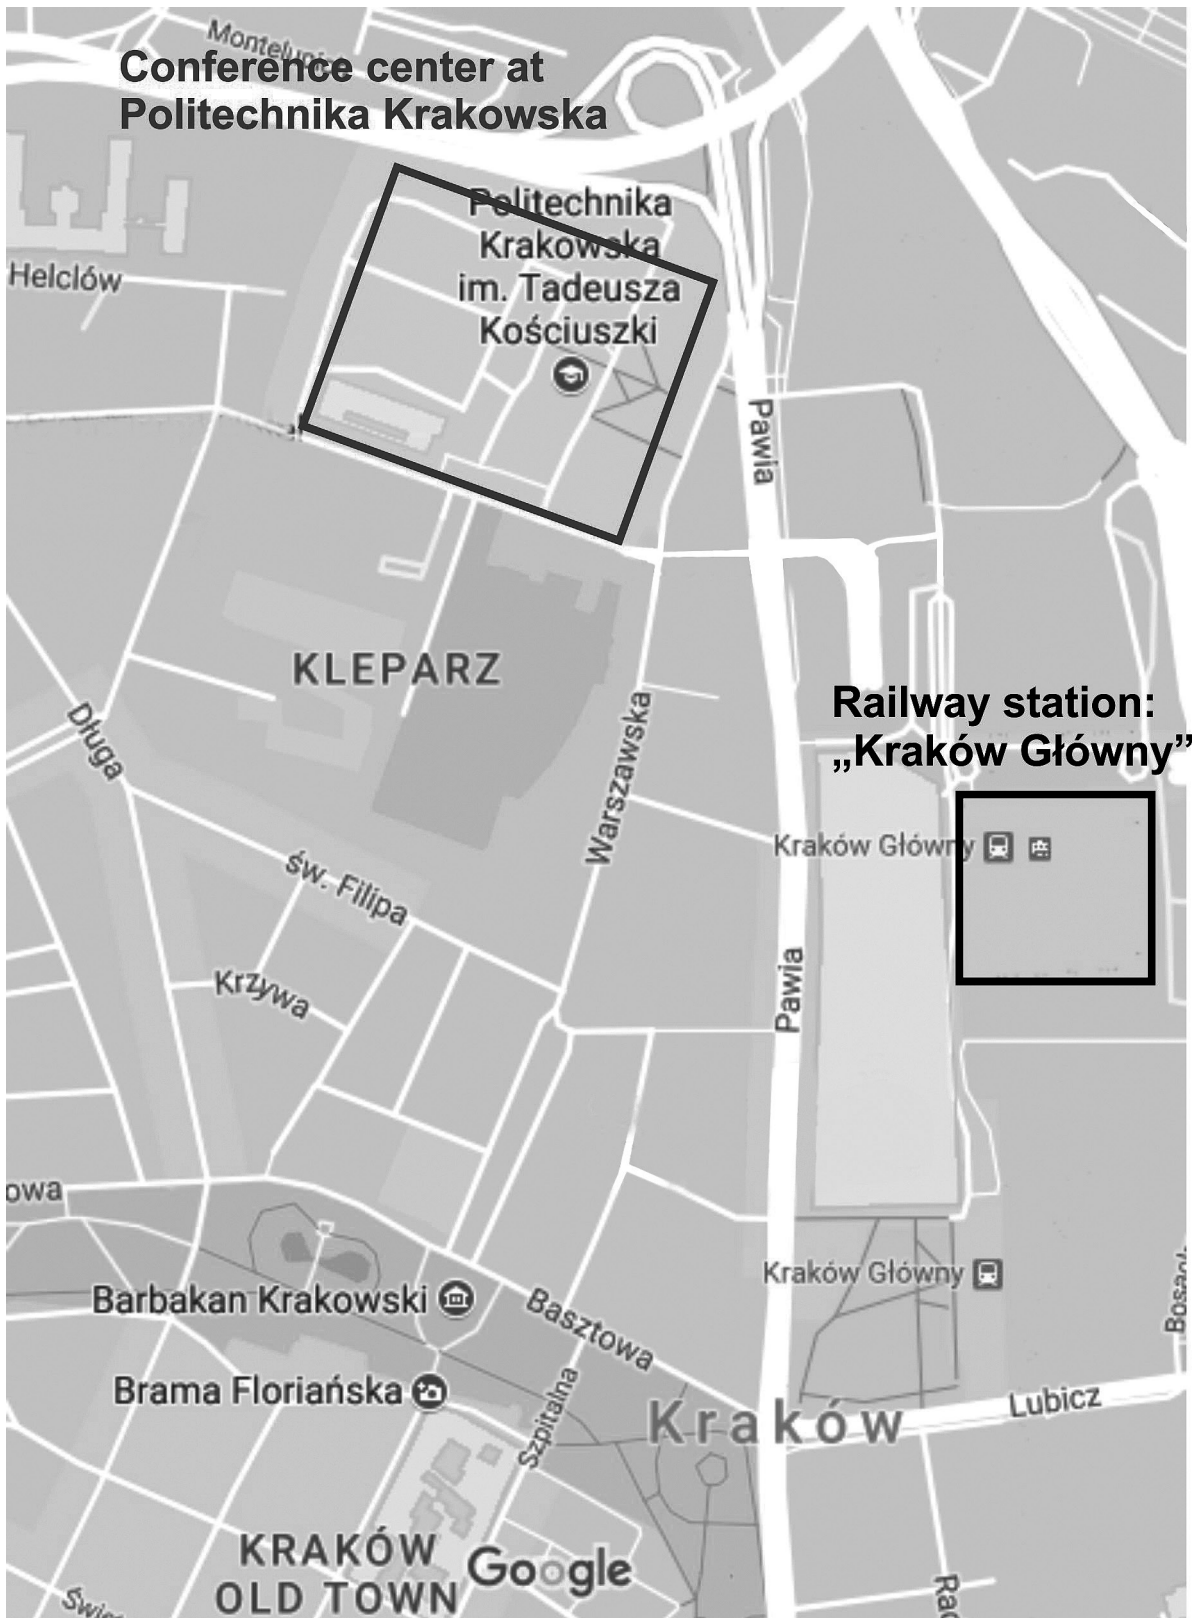 Montelupich
Conference center at
Politechnika Krakowska
Politechnika
Krakowska
im. Tadeusza
Kościuszki
Helclów
Pawia
KLEPARZ
Długa
Warszawska
Railway station:
„Kraków Główny”
Kraków Główny
św. Filipa
Krzywa
Pawia
owa
Kraków Główny
Barbakan Krakowski
Basztowa
Brama Floriańska
Szpitalna
Kraków
Lubicz
KRAKÓW
OLD TOWN
Google